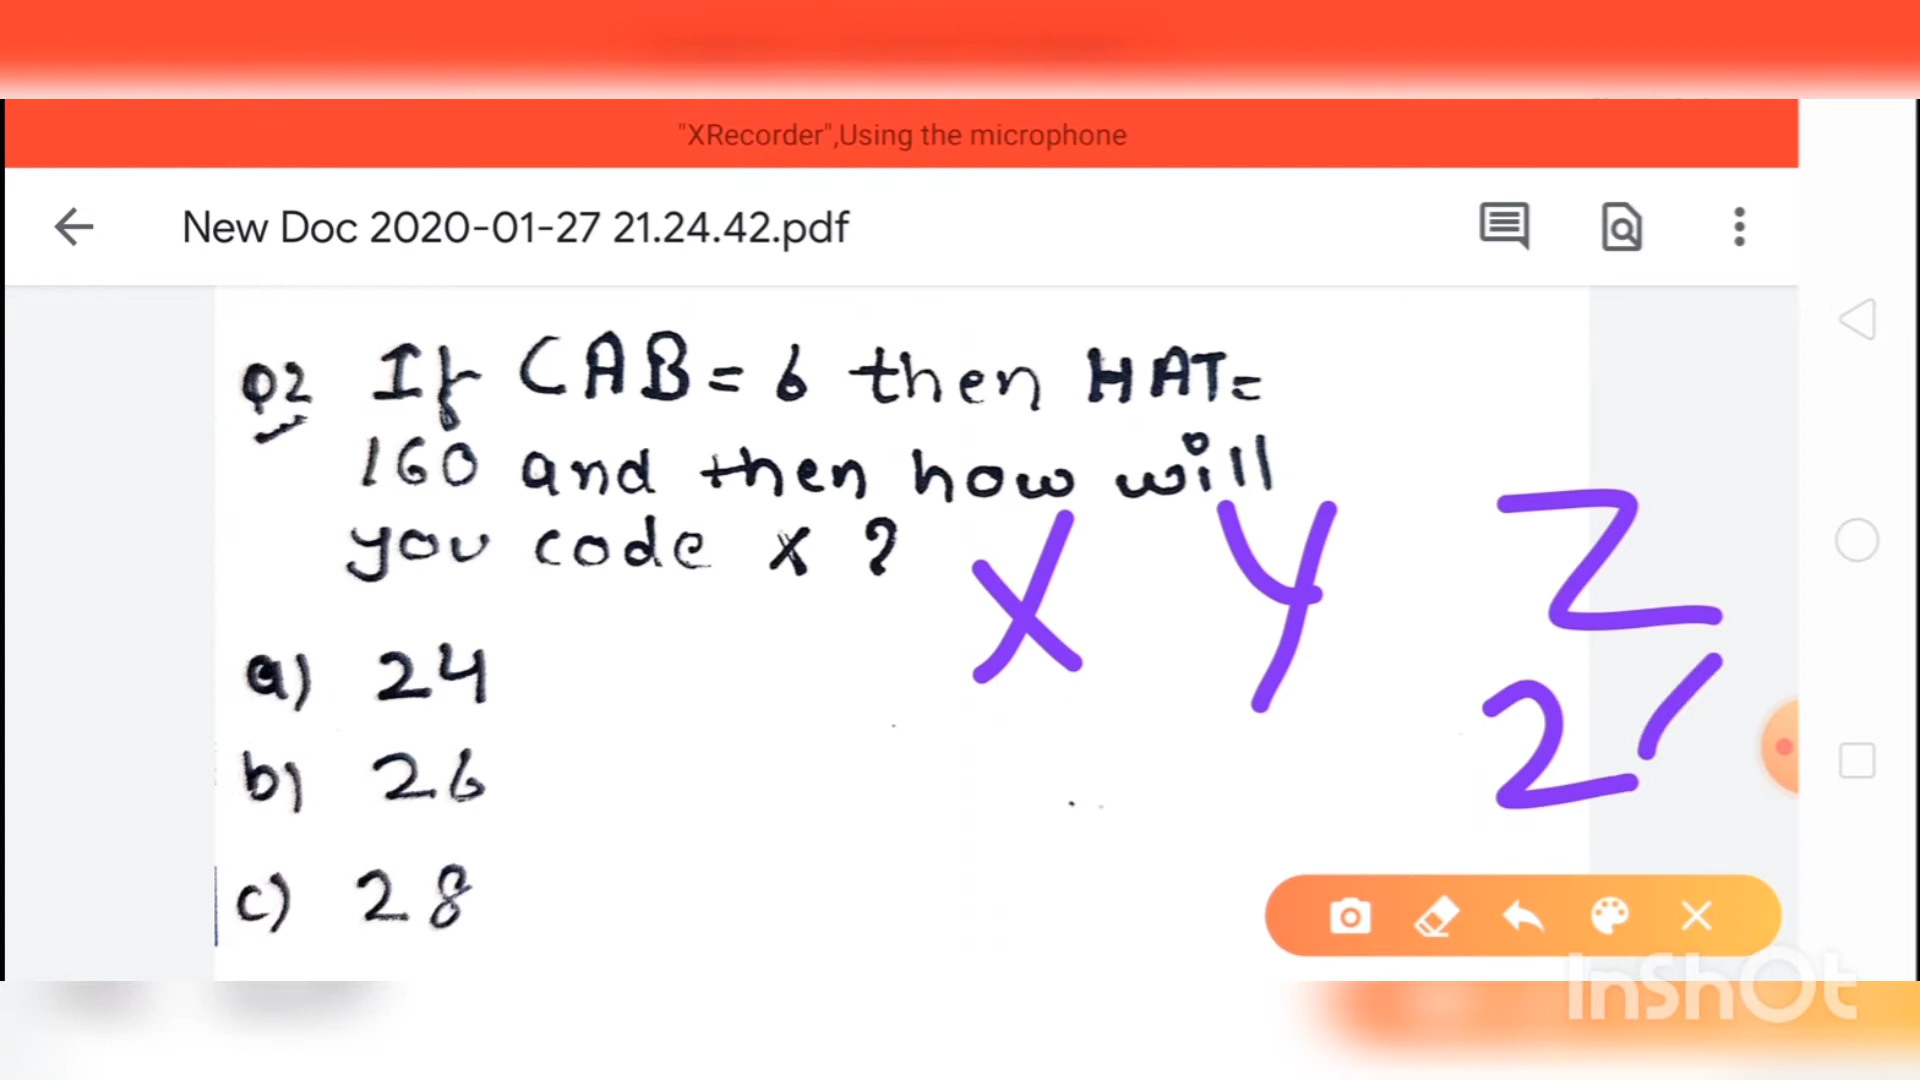 "XRecorder",Using the microphone
New Doc 2020-01-27 21.24.42.pdf
Q2 If CAB = 6 then HAT =
160 and then how will
you code x ?
X Y Z
a) 24
b) 26
c) 28
InShOt